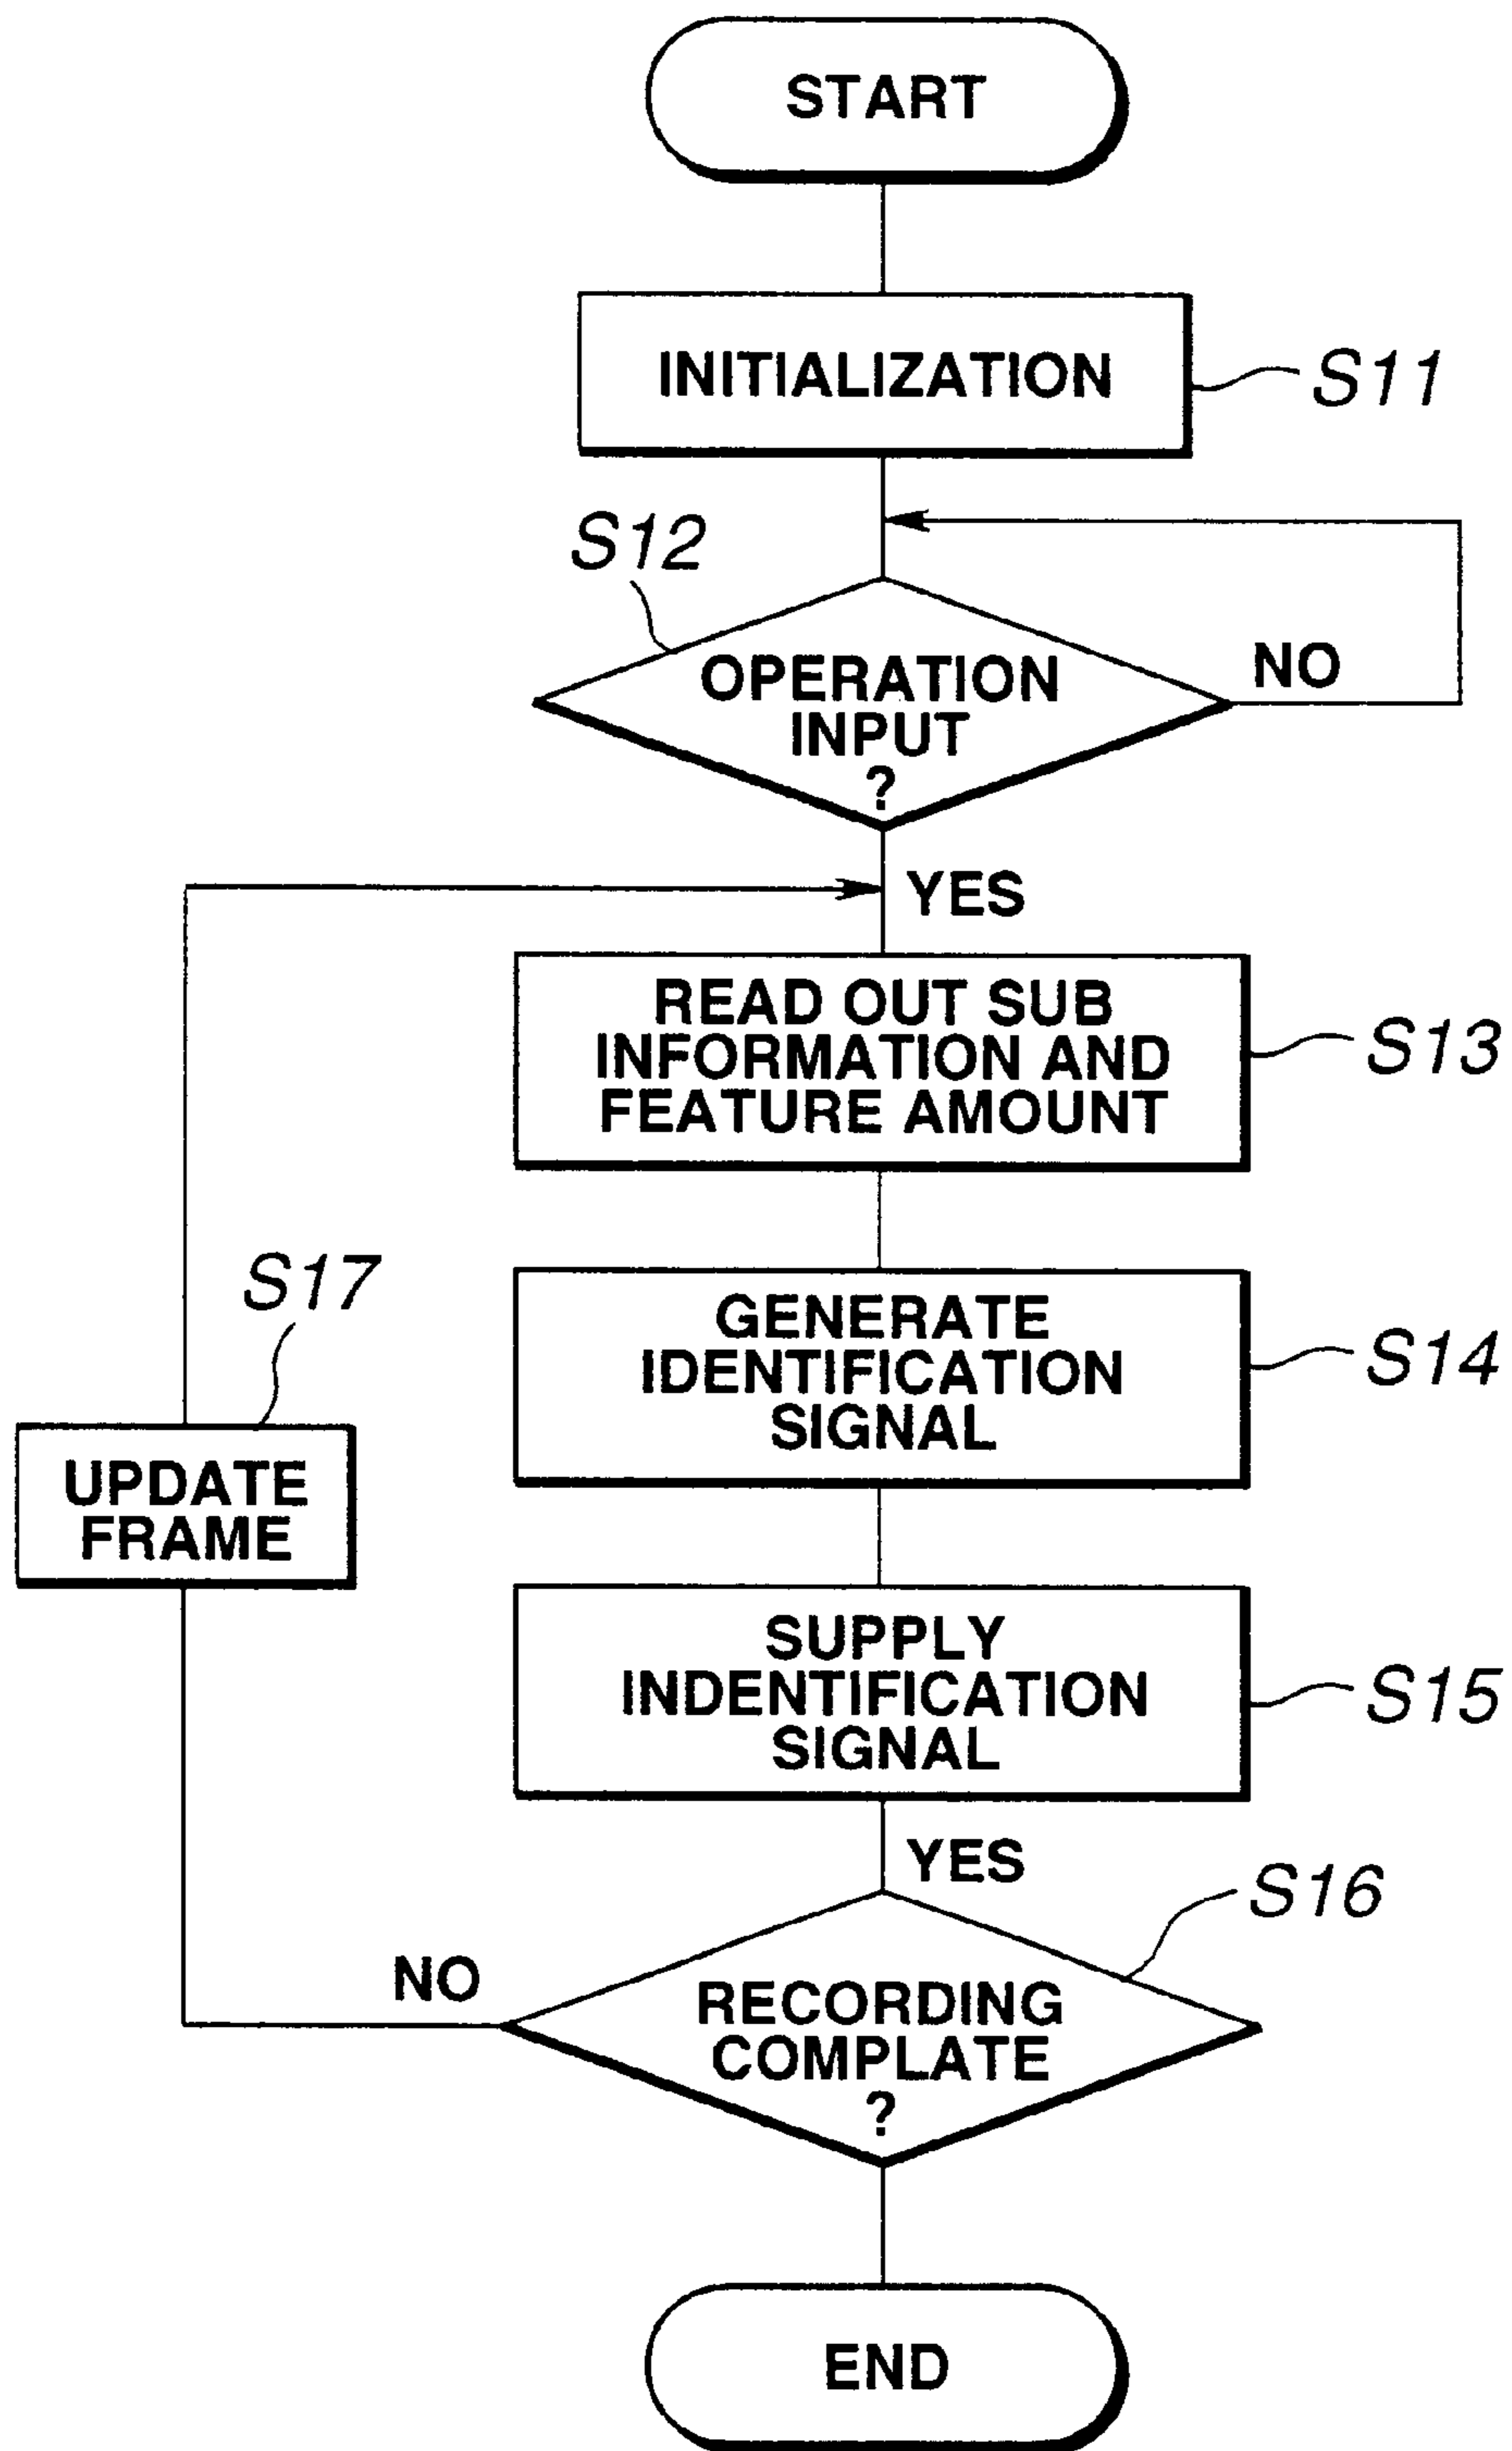 START
INITIALIZATION
S11
S12
OPERATION
INPUT
?
NO
YES
READ OUT SUB
INFORMATION AND
FEATURE AMOUNT
S13
GENERATE
IDENTIFICATION
SIGNAL
S14
S17
UPDATE
FRAME
SUPPLY
INDENTIFICATION
SIGNAL
S15
YES
S16
NO
RECORDING
COMPLATE
?
END